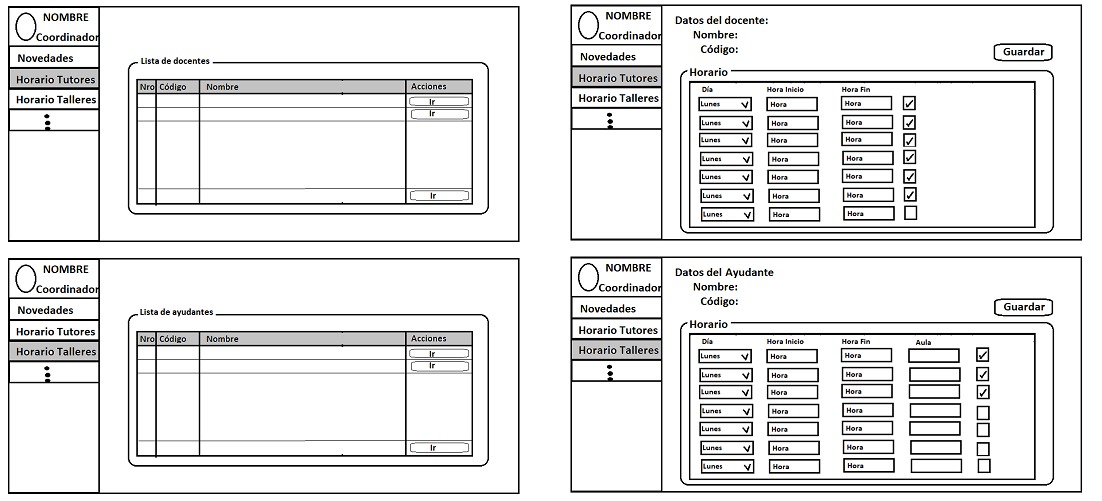 NOMBRE
Coordinador
Novedades
Horario Tutores
Horario Talleres
Lista de docentes
Nro Código Nombre Acciones
Ir
Ir
Ir
NOMBRE
Coordinador
Novedades
Horario Tutores
Horario Talleres
Datos del docente:
Nombre:
Código:
Guardar
Horario
Día Hora Inicio Hora Fin
Lunes Hora Hora
Lunes Hora Hora
Lunes Hora Hora
Lunes Hora Hora
Lunes Hora Hora
Lunes Hora Hora
Lunes Hora Hora
NOMBRE
Coordinador
Novedades
Horario Tutores
Horario Talleres
Lista de ayudantes
Nro Código Nombre Acciones
Ir
Ir
Ir
NOMBRE
Coordinador
Novedades
Horario Tutores
Horario Talleres
Datos del Ayudante
Nombre:
Código:
Guardar
Horario
Día Hora Inicio Hora Fin Aula
Lunes Hora Hora
Lunes Hora Hora
Lunes Hora Hora
Lunes Hora Hora
Lunes Hora Hora
Lunes Hora Hora
Lunes Hora Hora